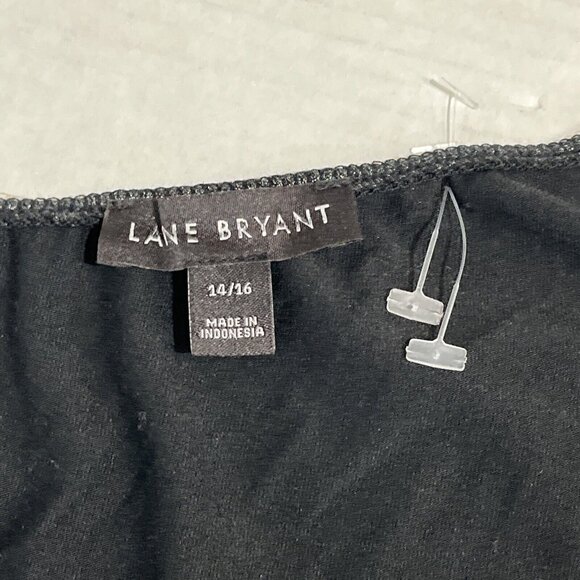 LANE BRYANT
14/16
MADE IN
INDONESIA